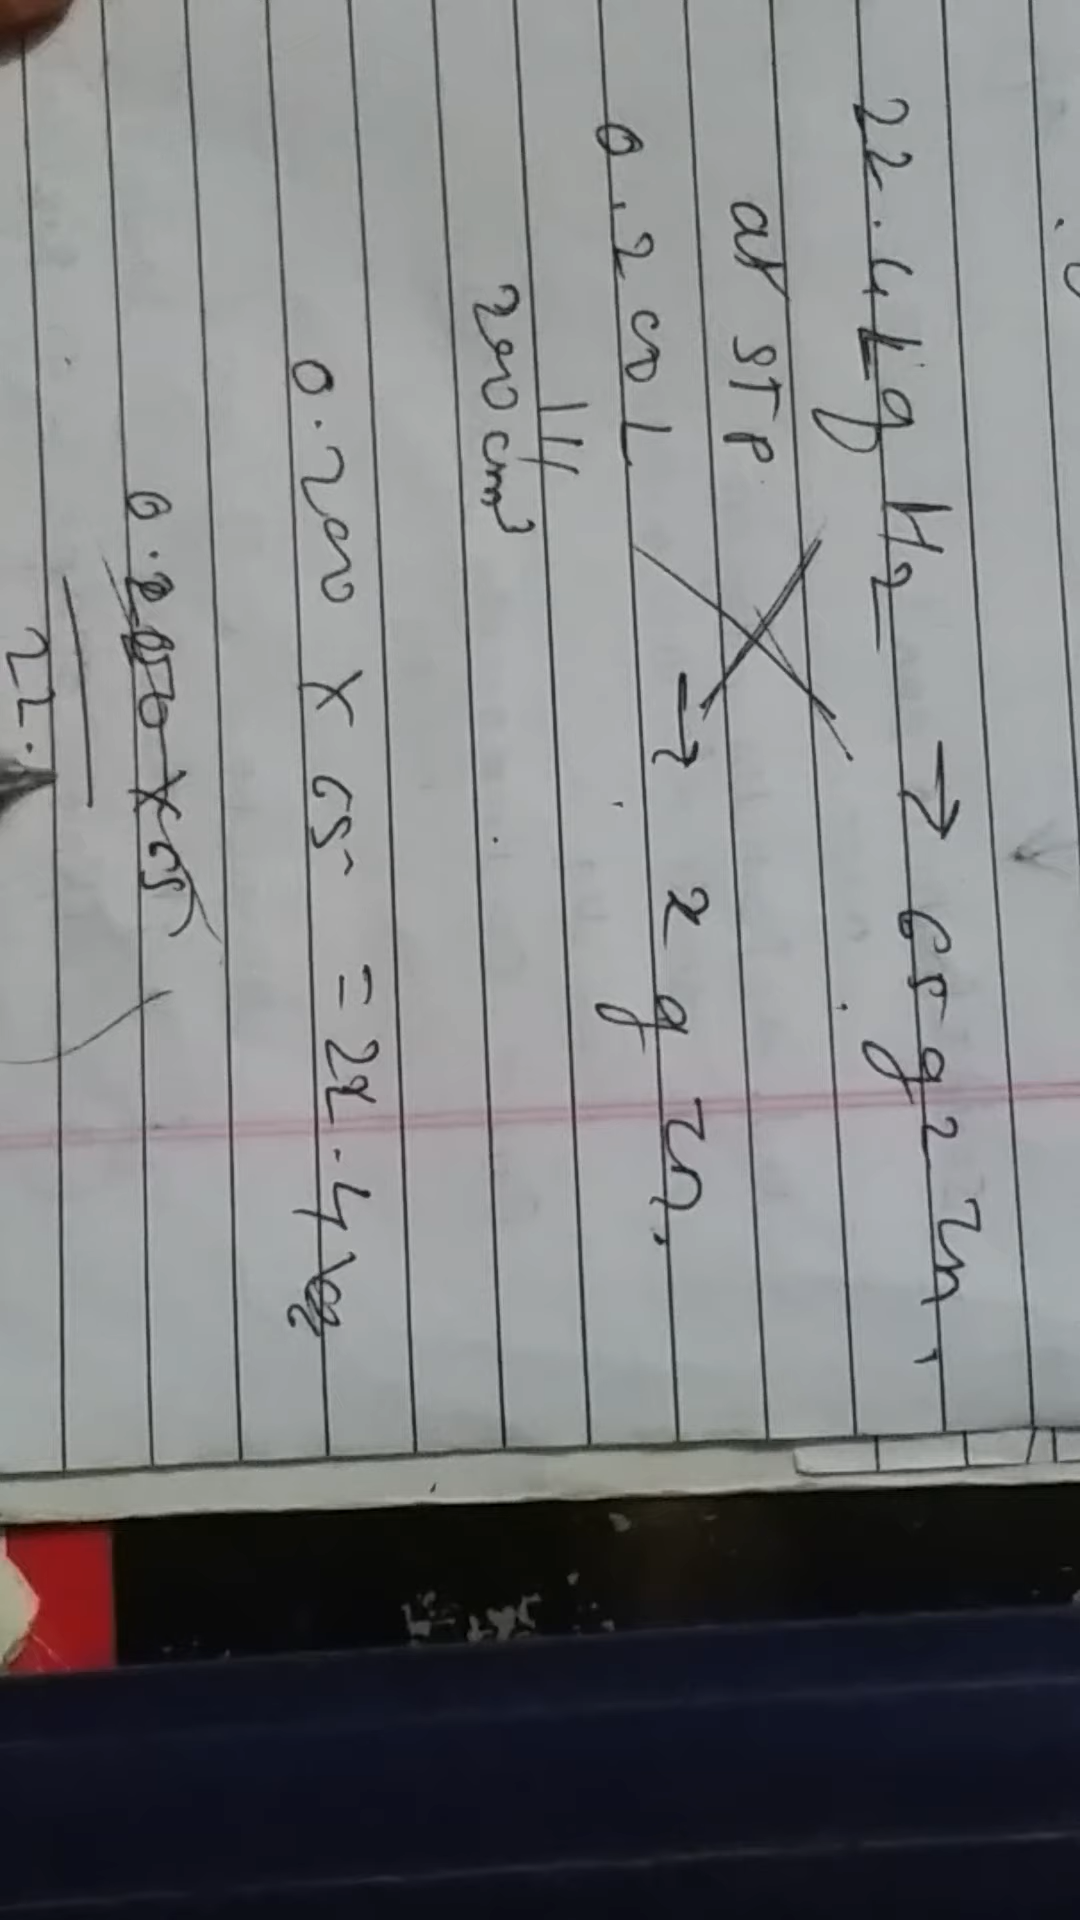 22.4 L g H2 → 65 g 2 Zn.
at STP
0.200 L → x g Zn.
200 cm³
0.200 x 65 = 22.4 x
0.200 x 65
22.